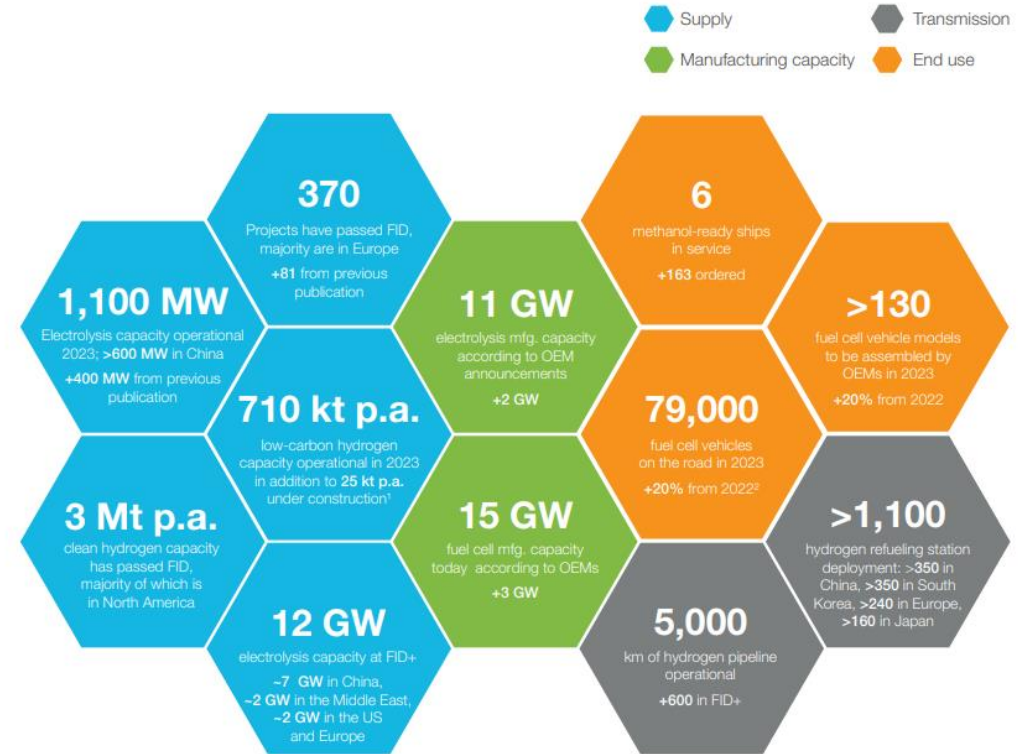 Supply
Transmission
Manufacturing capacity
End use
370
Projects have passed FID,
majority are in Europe
+81 from previous
publication
6
methanol-ready ships
in service
+163 ordered
1,100 MW
Electrolysis capacity operational
2023; >600 MW in China
+400 MW from previous
publication
11 GW
electrolysis mfg. capacity
according to OEM
announcements
+2 GW
>130
fuel cell vehicle models
to be assembled by
OEMs in 2023
+20% from 2022
710 kt p.a.
low-carbon hydrogen
capacity operational in 2023
in addition to 25 kt p.a.
under construction¹
79,000
fuel cell vehicles
on the road in 2023
+20% from 2022²
3 Mt p.a.
clean hydrogen capacity
has passed FID,
majority of which is
in North America
15 GW
fuel cell mfg. capacity
today according to OEMs
+3 GW
>1,100
hydrogen refueling station
deployment: >350 in
China, >350 in South
Korea, >240 in Europe,
>160 in Japan
12 GW
electrolysis capacity at FID+
~7 GW in China,
~2 GW in the Middle East,
~2 GW in the US
and Europe
5,000
km of hydrogen pipeline
operational
+600 in FID+